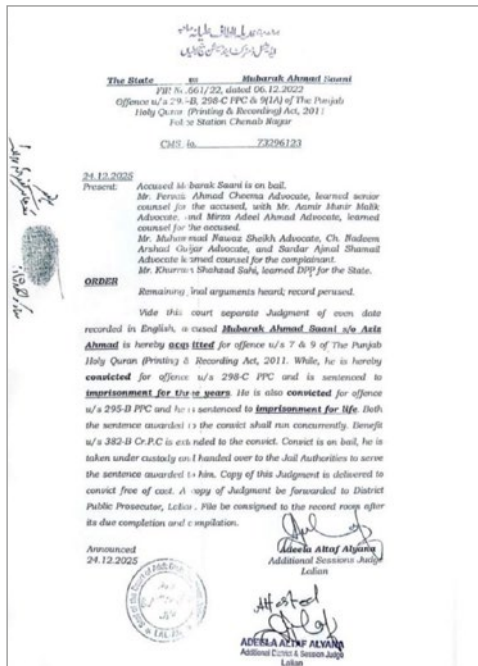 The State vs Mubarak Ahmad Saani
FIR No.661/22, dated 06.12.2022
Offence u/s 295-B, 298-C PPC & 9(1A) of The Punjab
Holy Quran (Printing & Recording) Act, 2011
Police Station Chenab Nagar
CMS. No. 73296123
24.12.2025
Present: Accused Mubarak Saani is on bail.
Mr. Pervaiz Ahmad Cheema Advocate, learned senior
counsel for the accused, with Mr. Aamir Munir Malik
Advocate, and Mirza Adeel Ahmad Advocate, learned
counsel for the accused.
Mr. Muhammad Nawaz Sheikh Advocate, Ch. Nadeem
Arshad Gujjar Advocate, and Sardar Ajmal Shamad
Advocate learned counsel for the complainant.
Mr. Khurram Shahzad Sahi, learned DPP for the State.
ORDER
Remaining final arguments heard; record perused.
Vide this court separate Judgment of even date
recorded in English, accused Mubarak Ahmad Saani s/o Aziz
Ahmad is hereby acquitted for offence u/s 7 & 9 of The Punjab
Holy Quran (Printing & Recording Act, 2011. While, he is hereby
convicted for offence u/s 298-C PPC and is sentenced to
imprisonment for three years. He is also convicted for offence
u/s 295-B PPC and he is sentenced to imprisonment for life. Both
the sentence awarded to the convict shall run concurrently. Benefit
u/s 382-B Cr.P.C is extended to the convict. Convict is on bail, he is
taken under custody and handed over to the Jail Authorities to serve
the sentence awarded to him. Copy of this Judgment is delivered to
convict free of cost. A copy of Judgment be forwarded to District
Public Prosecutor, Lalian. File be consigned to the record room after
its due completion and compilation.
Announced
24.12.2025
Adeela Altaf Alyana
Additional Sessions Judge
Lalian
Attested
ADEELA ALTAF ALYANA
Additional District & Session Judge
Lalian